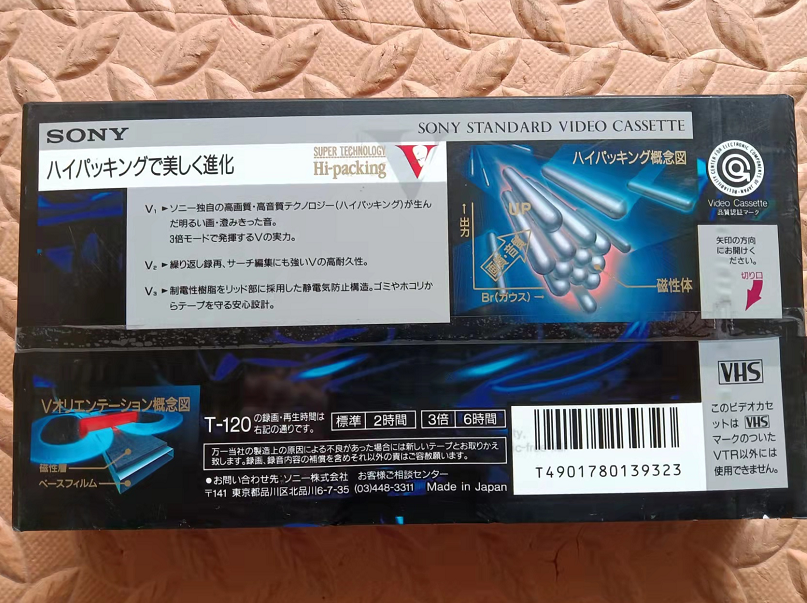 SONY
SONY STANDARD VIDEO CASSETTE
ハイパッキングで美しく進化
SUPER TECHNOLOGY
Hi-packing
V
V₁ ►ソニー独自の高画質・高音質テクノロジー(ハイパッキング)が生ん
だ明るい画・澄みきった音。
3倍モードで発揮するVの実力。
V₂ ►繰り返し録再、サーチ編集にも強いVの高耐久性。
V₃ ►制電性樹脂をリッド部に採用した静電気防止構造。ゴミやホコリか
らテープを守る安心設計。
ハイパッキング概念図
出力
UP
画質・音質
Br(ガウス)
磁性体
RELIABILITY CENTER FOR ELECTRONIC COMPONENTS OF JAPAN
Video Cassette
品質認証マーク
矢印の方向
にお開けく
ださい。
切り口
Vオリエンテーション概念図
磁性層
ベースフィルム
T-120 の録画・再生時間は
右記の通りです。
標準 2時間 3倍 6時間
万一当社の製造上の原因による不良があった場合には新しいテープとお取りかえ
致します。録画、録音内容の補償を含めそれ以外の責はご容赦願います。
●お問い合わせ先:ソニー株式会社 お客様ご相談センター
〒141 東京都品川区北品川6-7-35 (03)448-3311 Made in Japan
T4901780139323
VHS
このビデオカセ
ットは VHS
マークのついた
VTR以外には
使用できません。